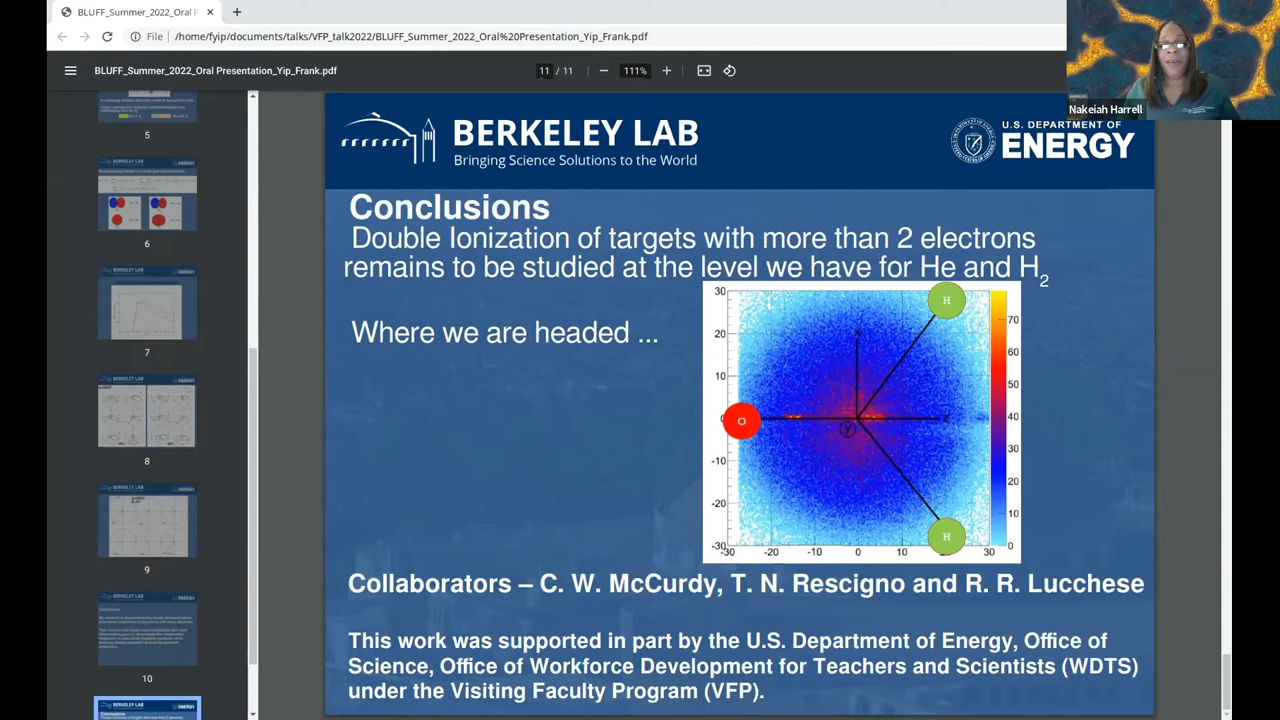 BLUFF_Summer_2022_Oral P
File
/home/fyip/documents/talks/VFP_talk2022/BLUFF_Summer_2022_Oral%20Presentation_Yip_Frank.pdf
BLUFF_Summer_2022_Oral Presentation_Yip_Frank.pdf
11 / 11
111%
Nakeiah Harrell
5
6
7
8
9
10
BERKELEY LAB
Bringing Science Solutions to the World
U.S. DEPARTMENT OF
ENERGY
Conclusions
Double Ionization of targets with more than 2 electrons
remains to be studied at the level we have for He and H2
Where we are headed ...
30
20
10
0
-10
-20
-30
-30
-20
-10
0
10
20
30
H
O
H
x
y
z
70
60
50
40
30
20
10
0
Collaborators – C. W. McCurdy, T. N. Rescigno and R. R. Lucchese
This work was supported in part by the U.S. Department of Energy, Office of
Science, Office of Workforce Development for Teachers and Scientists (WDTS)
under the Visiting Faculty Program (VFP).